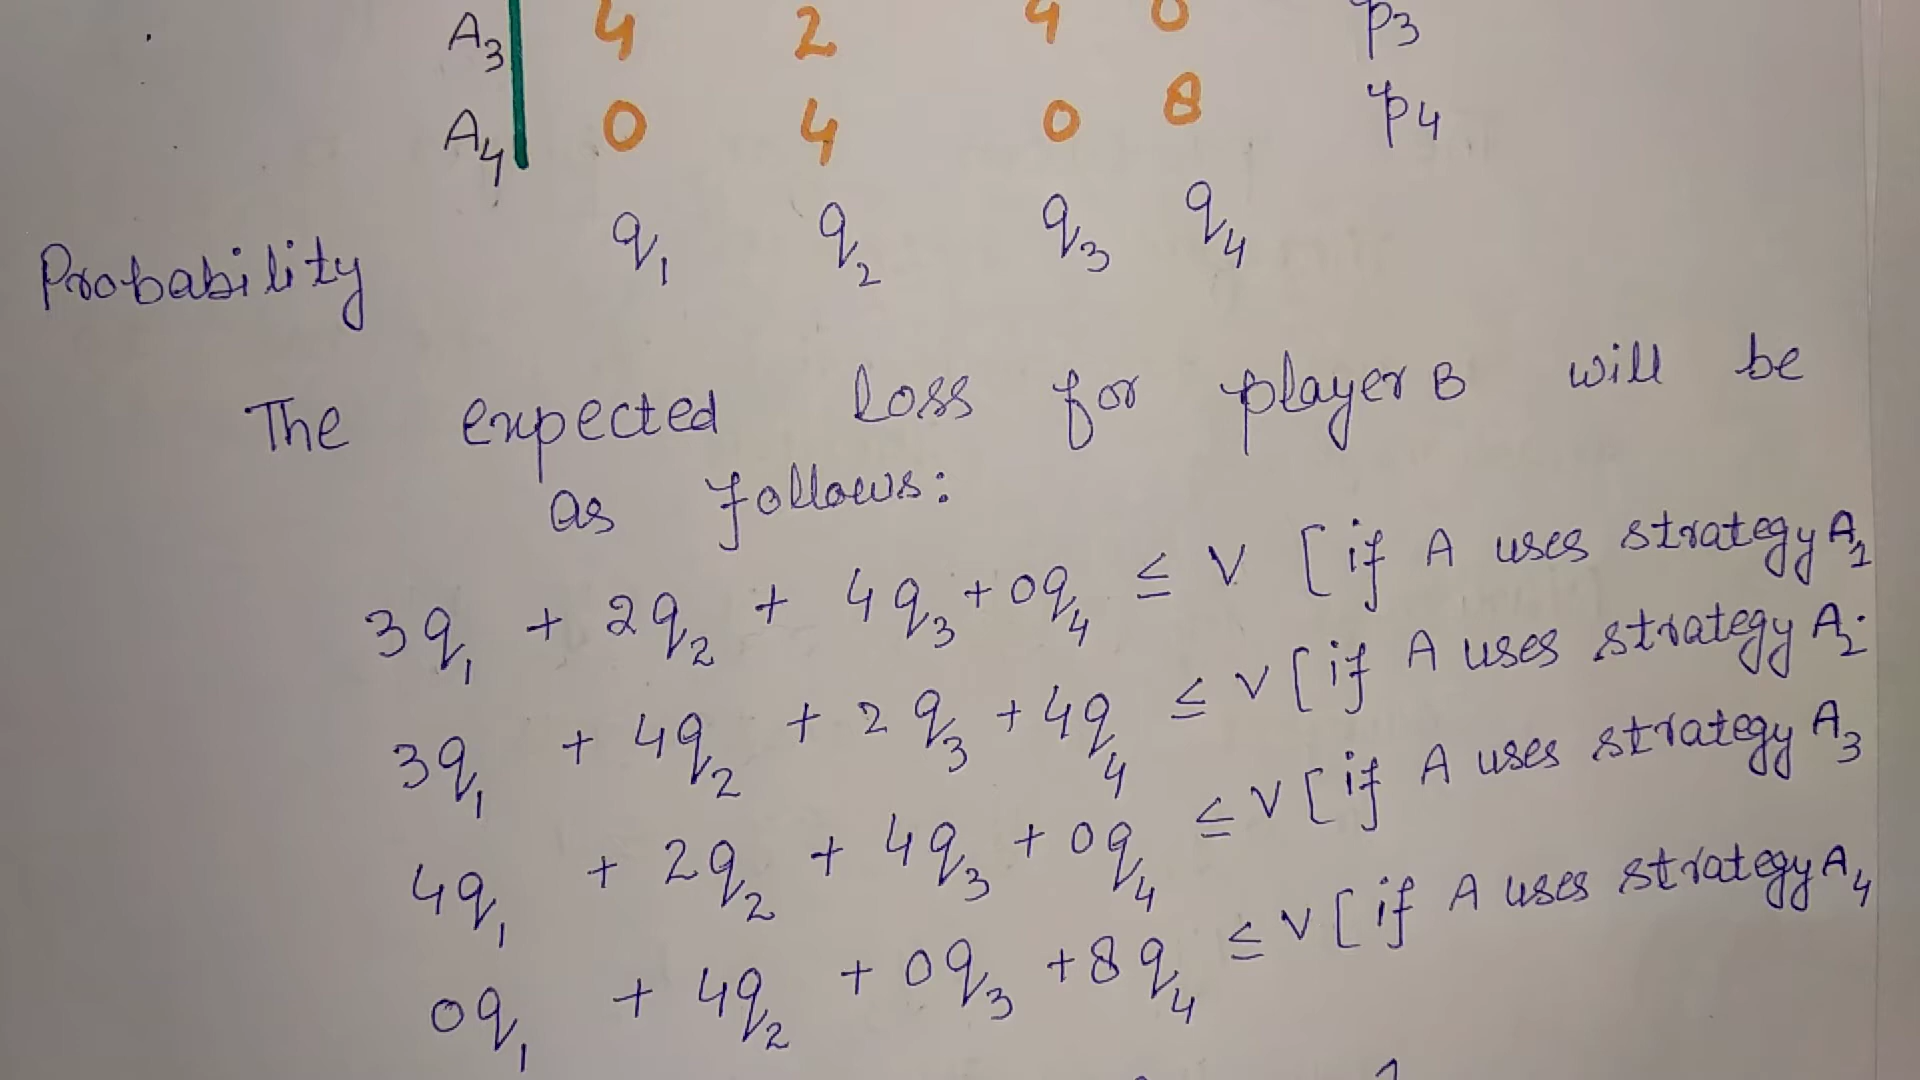 A3 4 2 4 0 p3
A4 0 4 0 8 p4
Probability q1 q2 q3 q4
The expected loss for player B will be
as follows:
3q1 + 2q2 + 4q3 + 0q4 ≤ V [if A uses strategy A1
3q1 + 4q2 + 2q3 + 4q4 ≤ V [if A uses strategy A2.
4q1 + 2q2 + 4q3 + 0q4 ≤ V [if A uses strategy A3
0q1 + 4q2 + 0q3 + 8q4 ≤ V [if A uses strategy A4